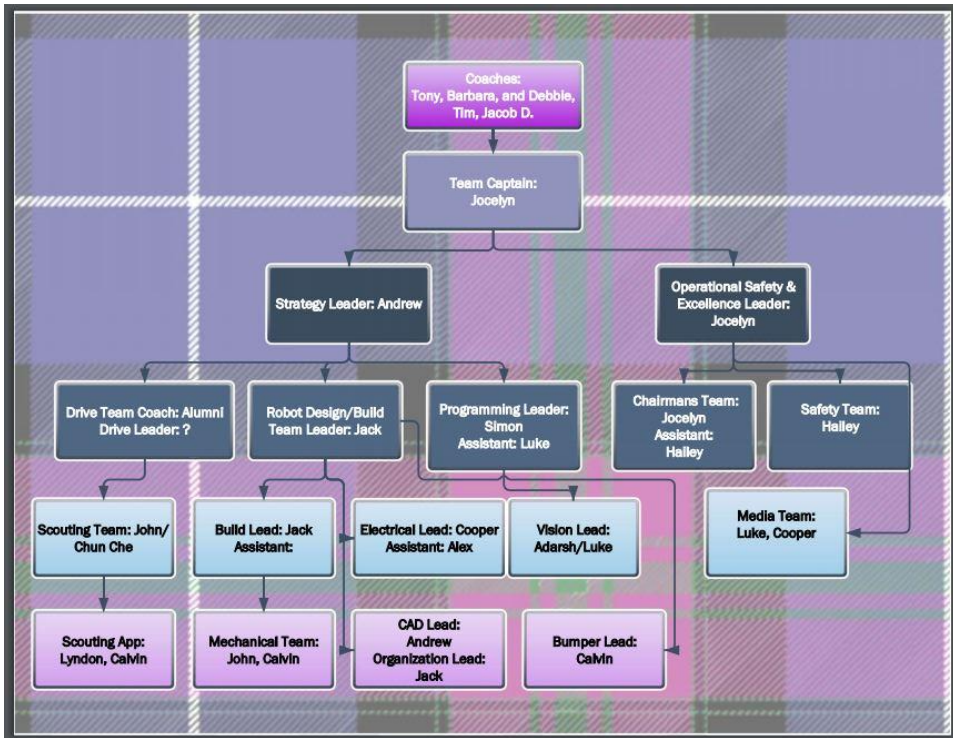 Coaches:
Tony, Barbara, and Debbie,
Tim, Jacob D.
Team Captain:
Jocelyn
Strategy Leader: Andrew
Operational Safety &
Excellence Leader:
Jocelyn
Drive Team Coach: Alumni
Drive Leader: ?
Robot Design/Build
Team Leader: Jack
Programming Leader:
Simon
Assistant: Luke
Chairmans Team:
Jocelyn
Assistant:
Hailey
Safety Team:
Hailey
Scouting Team: John/
Chun Che
Build Lead: Jack
Assistant:
Electrical Lead: Cooper
Assistant: Alex
Vision Lead:
Adarsh/Luke
Media Team:
Luke, Cooper
Scouting App:
Lyndon, Calvin
Mechanical Team:
John, Calvin
CAD Lead:
Andrew
Organization Lead:
Jack
Bumper Lead:
Calvin